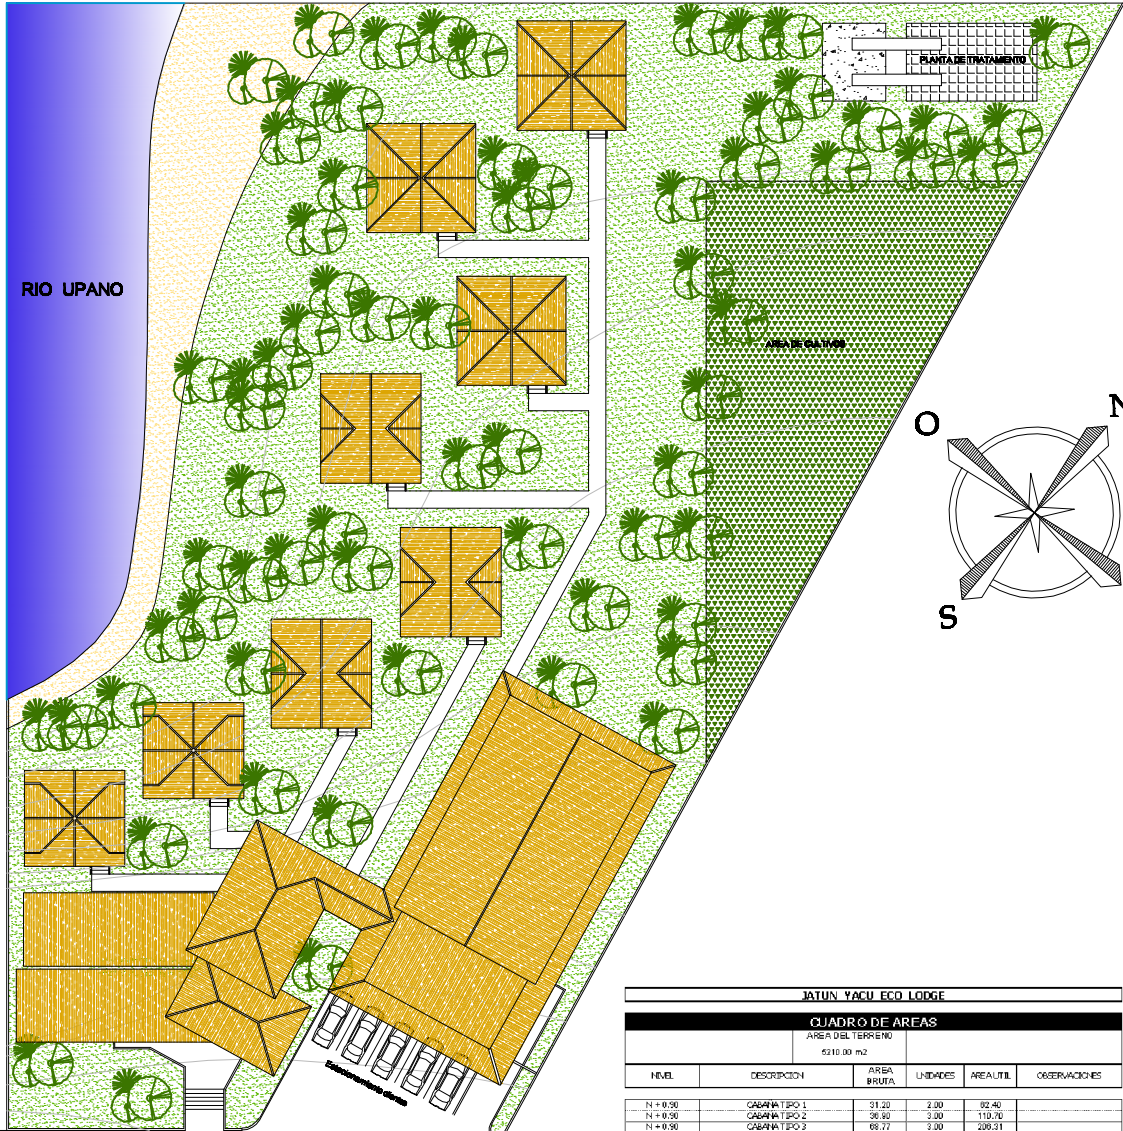 PLANTA DE TRATAMIENTO
RIO UPANO
AREA DE CULTIVOS
N
O
S
Estacionamiento clientes
JATUN YACU ECO LODGE
CUADRO DE AREAS
AREA DEL TERRENO
5210.00 m2
NIVEL DESCRIPCION AREA BRUTA UNIDADES AREA UTIL OBSERVACIONES
N + 0.90 CABAÑA TIPO 1 31.20 2.00 62.40
N + 0.90 CABAÑA TIPO 2 36.90 3.00 110.70
N + 0.90 CABAÑA TIPO 3 68.77 3.00 206.31